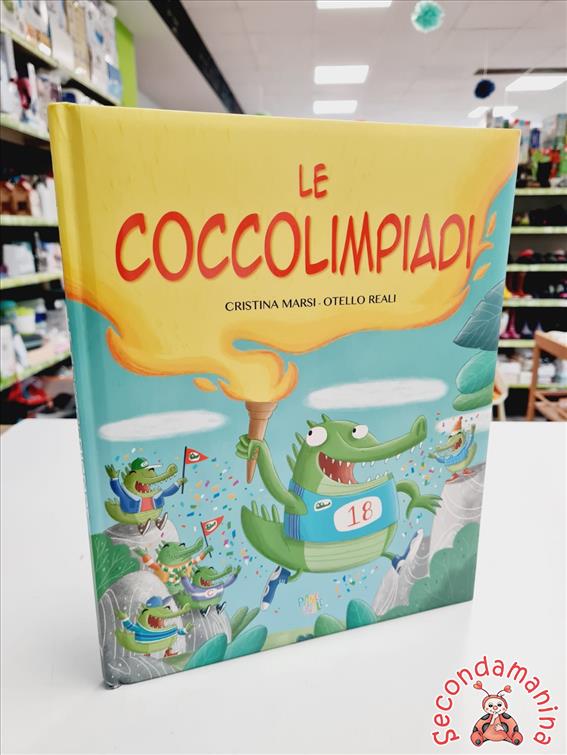 LE
COCCOLIMPIADI
CRISTINA MARSI - OTELLO REALI
18
Secondamanina